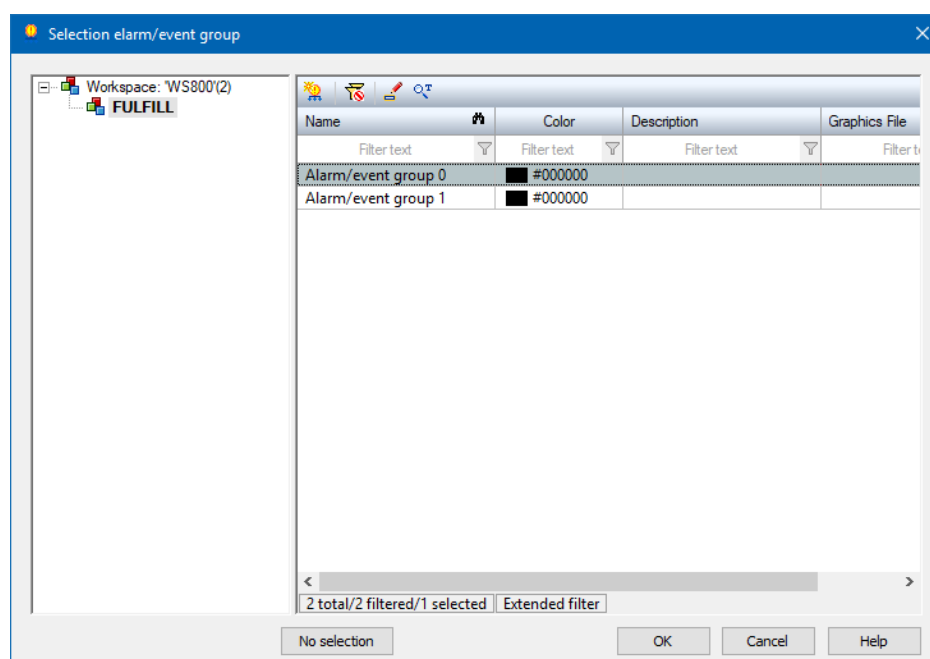 Selection elarm/event group
Workspace: 'WS800'(2)
FULFILL
Name Color Description Graphics File
Filter text Filter text Filter text Filter t
Alarm/event group 0 #000000
Alarm/event group 1 #000000
2 total/2 filtered/1 selected Extended filter
No selection OK Cancel Help